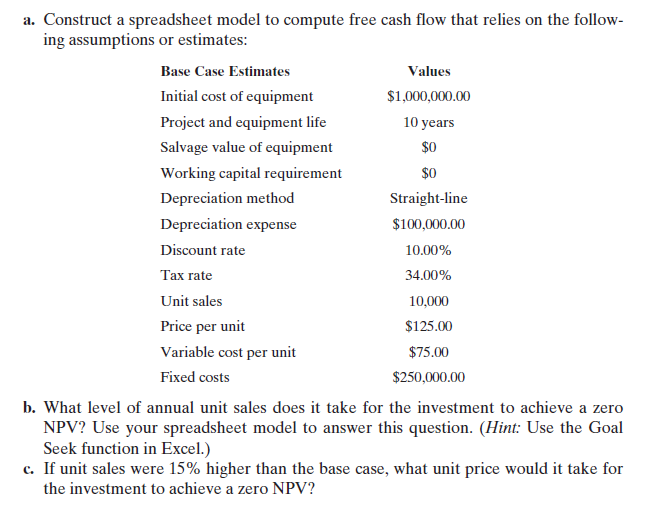 a. Construct a spreadsheet model to compute free cash flow that relies on the follow-
ing assumptions or estimates:
Base Case Estimates Values
Initial cost of equipment $1,000,000.00
Project and equipment life 10 years
Salvage value of equipment $0
Working capital requirement $0
Depreciation method Straight-line
Depreciation expense $100,000.00
Discount rate 10.00%
Tax rate 34.00%
Unit sales 10,000
Price per unit $125.00
Variable cost per unit $75.00
Fixed costs $250,000.00
b. What level of annual unit sales does it take for the investment to achieve a zero
NPV? Use your spreadsheet model to answer this question. (Hint: Use the Goal
Seek function in Excel.)
c. If unit sales were 15% higher than the base case, what unit price would it take for
the investment to achieve a zero NPV?